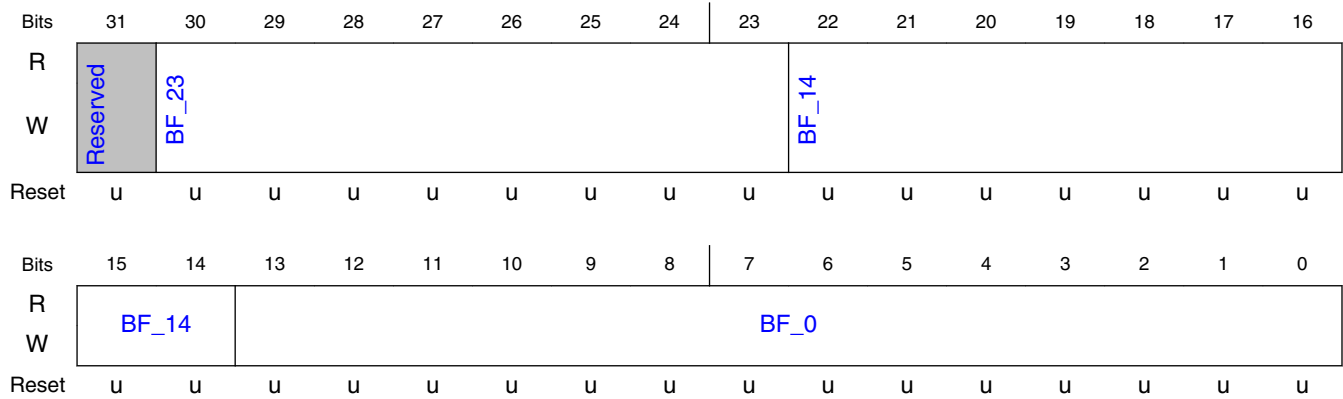 Bits 31 30 29 28 27 26 25 24 23 22 21 20 19 18 17 16
R
Reserved BF_23 BF_14
W
Reset u u u u u u u u u u u u u u u u
Bits 15 14 13 12 11 10 9 8 7 6 5 4 3 2 1 0
R
BF_14 BF_0
W
Reset u u u u u u u u u u u u u u u u